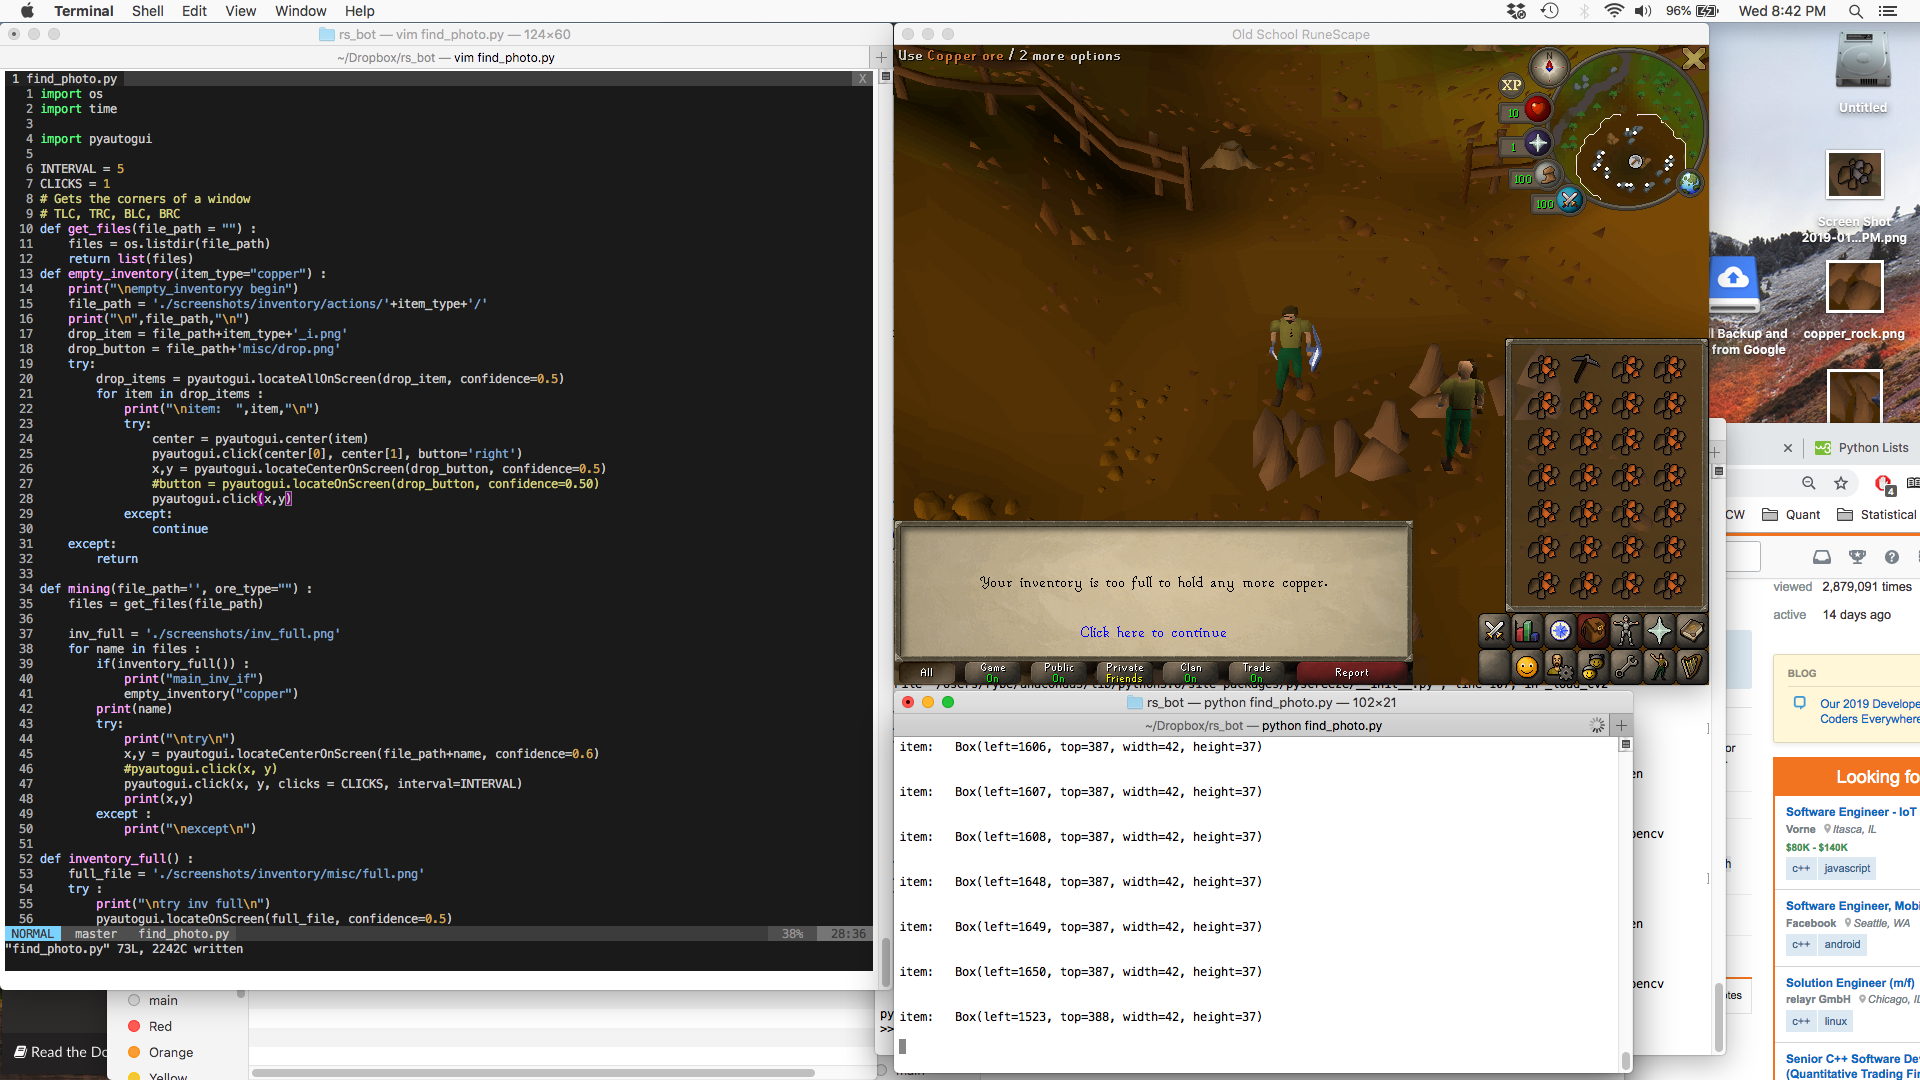 Terminal Shell Edit View Window Help
96% Wed 8:42 PM
rs_bot — vim find_photo.py — 124×60
~/Dropbox/rs_bot — vim find_photo.py
1 find_photo.py X
1 import os
2 import time
3
4 import pyautogui
5
6 INTERVAL = 5
7 CLICKS = 1
8 # Gets the corners of a window
9 # TLC, TRC, BLC, BRC
10 def get_files(file_path = "") :
11 files = os.listdir(file_path)
12 return list(files)
13 def empty_inventory(item_type="copper") :
14 print("\nempty_inventoryy begin")
15 file_path = './screenshots/inventory/actions/'+item_type+'/'
16 print("\n",file_path,"\n")
17 drop_item = file_path+item_type+'_i.png'
18 drop_button = file_path+'misc/drop.png'
19 try:
20 drop_items = pyautogui.locateAllOnScreen(drop_item, confidence=0.5)
21 for item in drop_items :
22 print("\nitem:  ",item,"\n")
23 try:
24 center = pyautogui.center(item)
25 pyautogui.click(center[0], center[1], button='right')
26 x,y = pyautogui.locateCenterOnScreen(drop_button, confidence=0.5)
27 #button = pyautogui.locateOnScreen(drop_button, confidence=0.50)
28 pyautogui.click(x,y)
29 except:
30 continue
31 except:
32 return
33
34 def mining(file_path='', ore_type="") :
35 files = get_files(file_path)
36
37 inv_full = './screenshots/inv_full.png'
38 for name in files :
39 if(inventory_full()) :
40 print("main_inv_if")
41 empty_inventory("copper")
42 print(name)
43 try:
44 print("\ntry\n")
45 x,y = pyautogui.locateCenterOnScreen(file_path+name, confidence=0.6)
46 #pyautogui.click(x, y)
47 pyautogui.click(x, y, clicks = CLICKS, interval=INTERVAL)
48 print(x,y)
49 except :
50 print("\nexcept\n")
51
52 def inventory_full() :
53 full_file = './screenshots/inventory/misc/full.png'
54 try :
55 print("\ntry inv full\n")
56 pyautogui.locateOnScreen(full_file, confidence=0.5)
NORMAL master find_photo.py 38% 28:36
"find_photo.py" 73L, 2242C written
main
Red
Orange
Yellow
Read the Do
py
>>
Old School RuneScape
Use Copper ore / 2 more options
XP
10
1
100
100
Your inventory is too full to hold any more copper.
Click here to continue
All
Game
On
Public
On
Private
Friends
Clan
On
Trade
On
Report
rs_bot — python find_photo.py — 102×21
~/Dropbox/rs_bot — python find_photo.py
item:   Box(left=1606, top=387, width=42, height=37)
item:   Box(left=1607, top=387, width=42, height=37)
item:   Box(left=1608, top=387, width=42, height=37)
item:   Box(left=1648, top=387, width=42, height=37)
item:   Box(left=1649, top=387, width=42, height=37)
item:   Box(left=1650, top=387, width=42, height=37)
item:   Box(left=1523, top=388, width=42, height=37)
Untitled
Screen Shot
2019-01...PM.png
ll Backup and
from Google
copper_rock.png
Python Lists
4
CW Quant Statistical
viewed 2,879,091 times
active 14 days ago
BLOG
Our 2019 Develope
Coders Everywhere
Looking fo
Software Engineer - IoT
Vorne Itasca, IL
$80K - $140K
c++ javascript
Software Engineer, Mobi
Facebook Seattle, WA
c++ android
Solution Engineer (m/f)
relayr GmbH Chicago, IL
c++ linux
Senior C++ Software De
(Quantitative Trading Fir